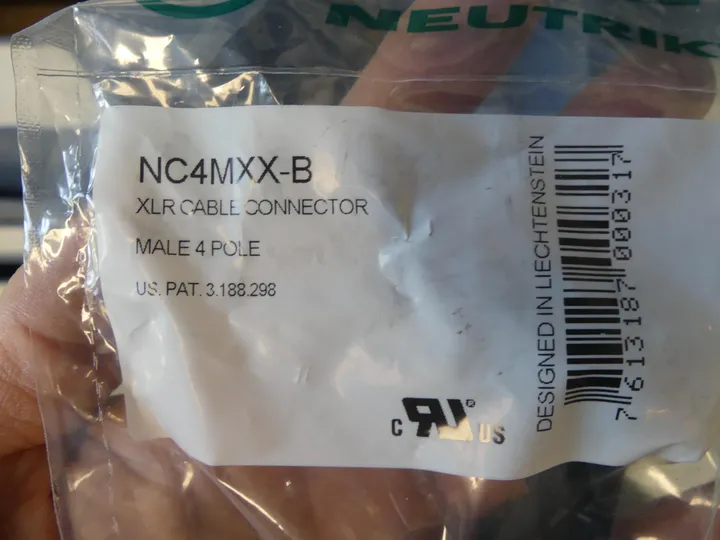 NEUTRIK
NC4MXX-B
XLR CABLE CONNECTOR
MALE 4 POLE
US. PAT. 3.188.298
C US
DESIGNED IN LIECHTENSTEIN
7 613187 000317